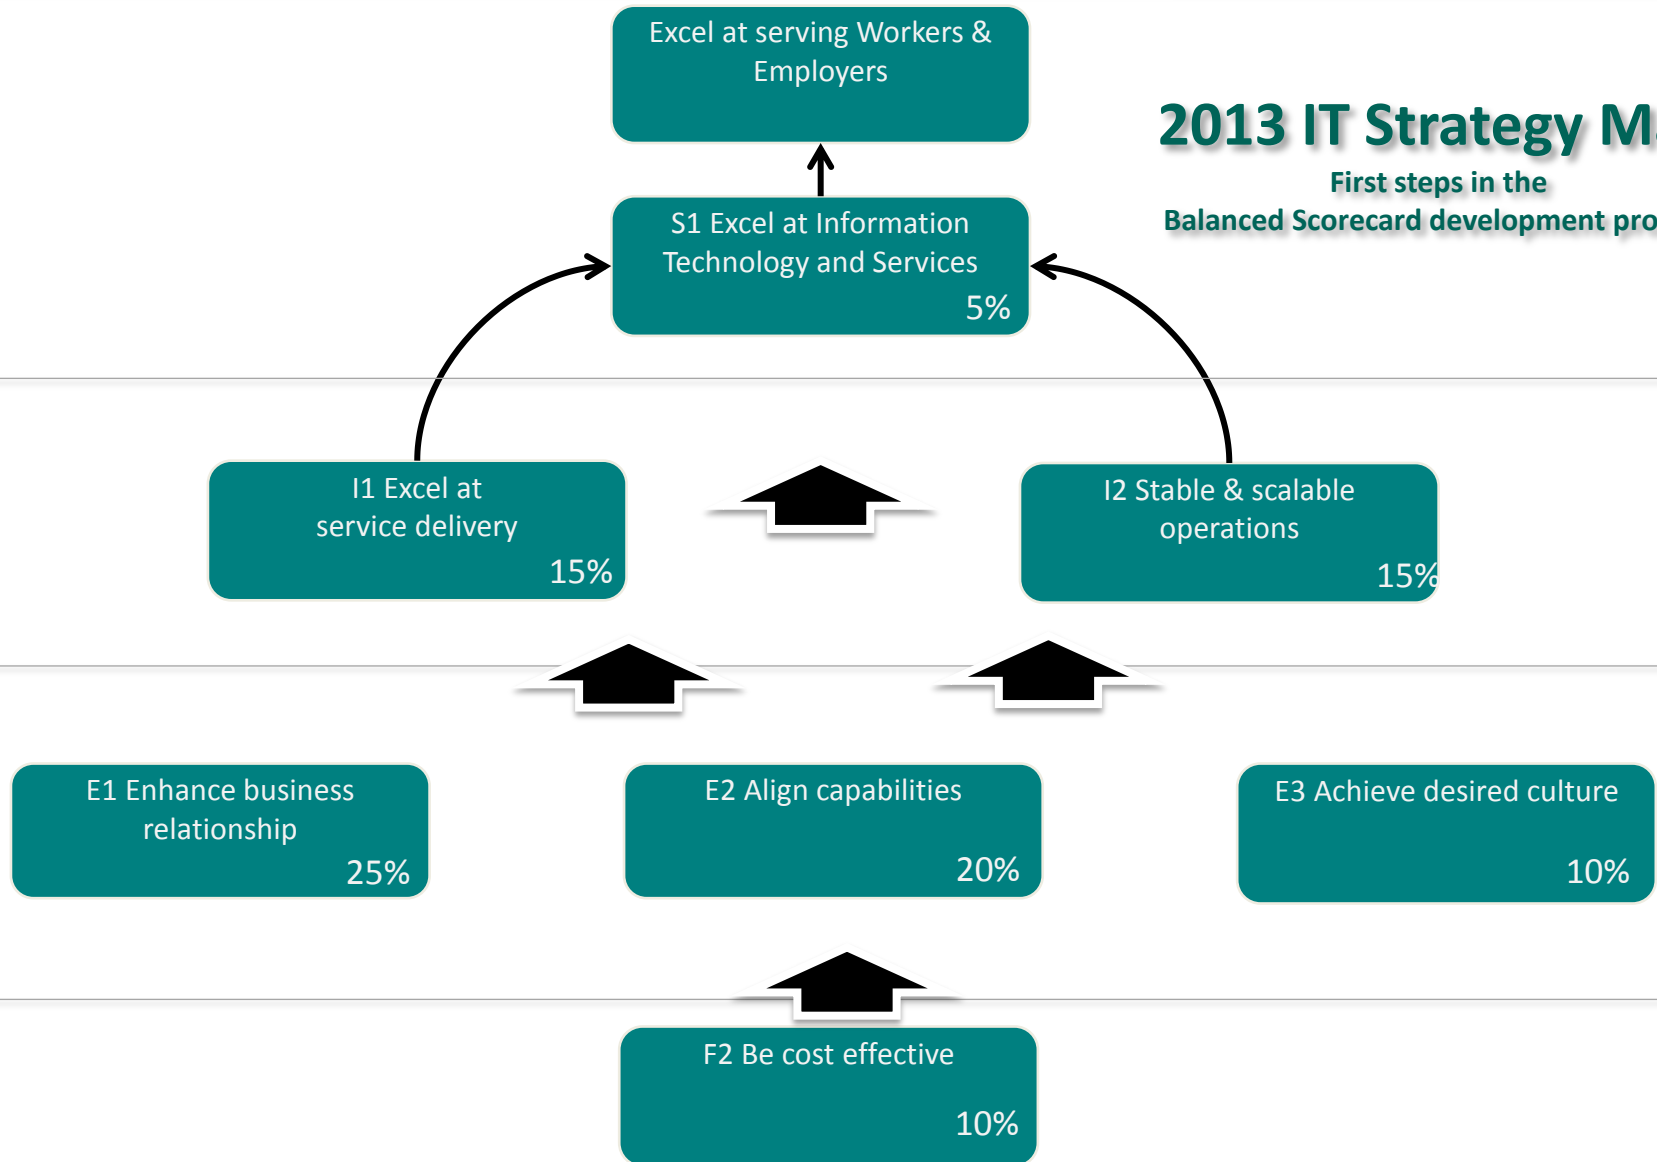 Excel at serving Workers &
Employers
2013 IT Strategy
First steps in the
Balanced Scorecard development
S1 Excel at Information
Technology and Services
5%
I1 Excel at
service delivery
15%
I2 Stable & scalable
operations
15%
E1 Enhance business
relationship
25%
E2 Align capabilities
20%
E3 Achieve desired culture
10%
F2 Be cost effective
10%